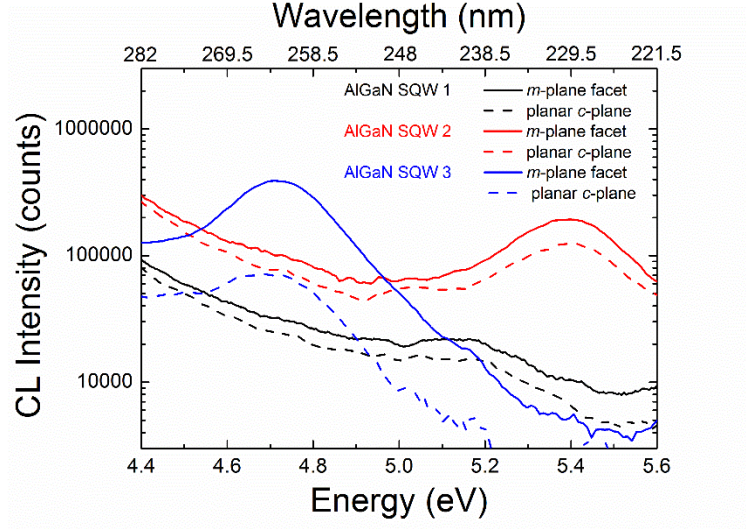 Wavelength (nm)
282 269.5 258.5 248 238.5 229.5 221.5
AlGaN SQW 1 m-plane facet
planar c-plane
AlGaN SQW 2 m-plane facet
planar c-plane
AlGaN SQW 3 m-plane facet
planar c-plane
1000000
100000
10000
CL Intensity (counts)
4.4 4.6 4.8 5.0 5.2 5.4 5.6
Energy (eV)